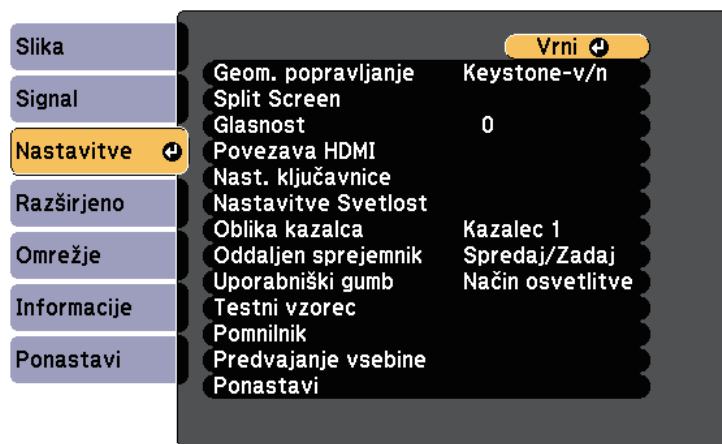 Slika
Signal
Nastavitve
Razširjeno
Omrežje
Informacije
Ponastavi
Vrni
Geom. popravljanje Keystone-v/n
Split Screen
Glasnost 0
Povezava HDMI
Nast. ključavnice
Nastavitve Svetlost
Oblika kazalca Kazalec 1
Oddaljen sprejemnik Spredaj/Zadaj
Uporabniški gumb Način osvetlitve
Testni vzorec
Pomnilnik
Predvajanje vsebine
Ponastavi